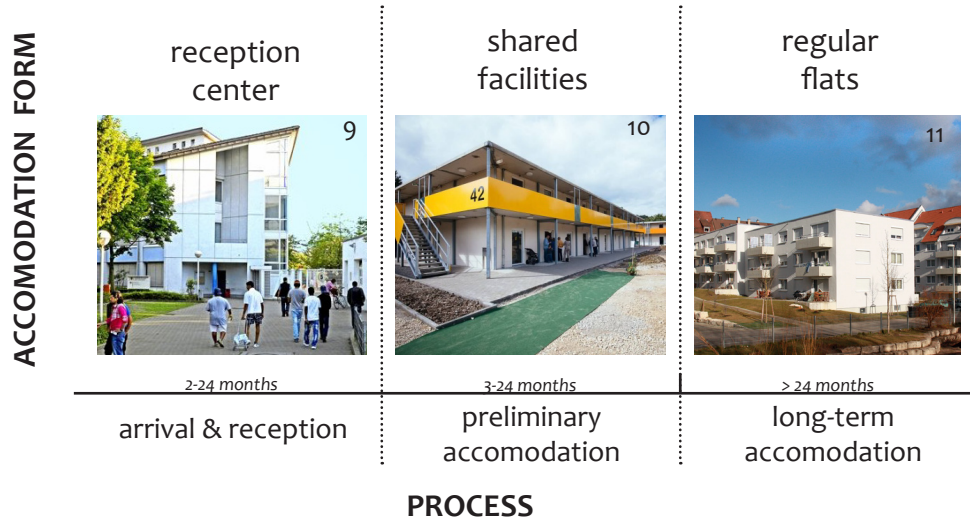 ACCOMODATION FORM
reception
center
shared
facilities
regular
flats
9
10
11
42
2-24 months
3-24 months
> 24 months
arrival & reception
preliminary
accomodation
long-term
accomodation
PROCESS